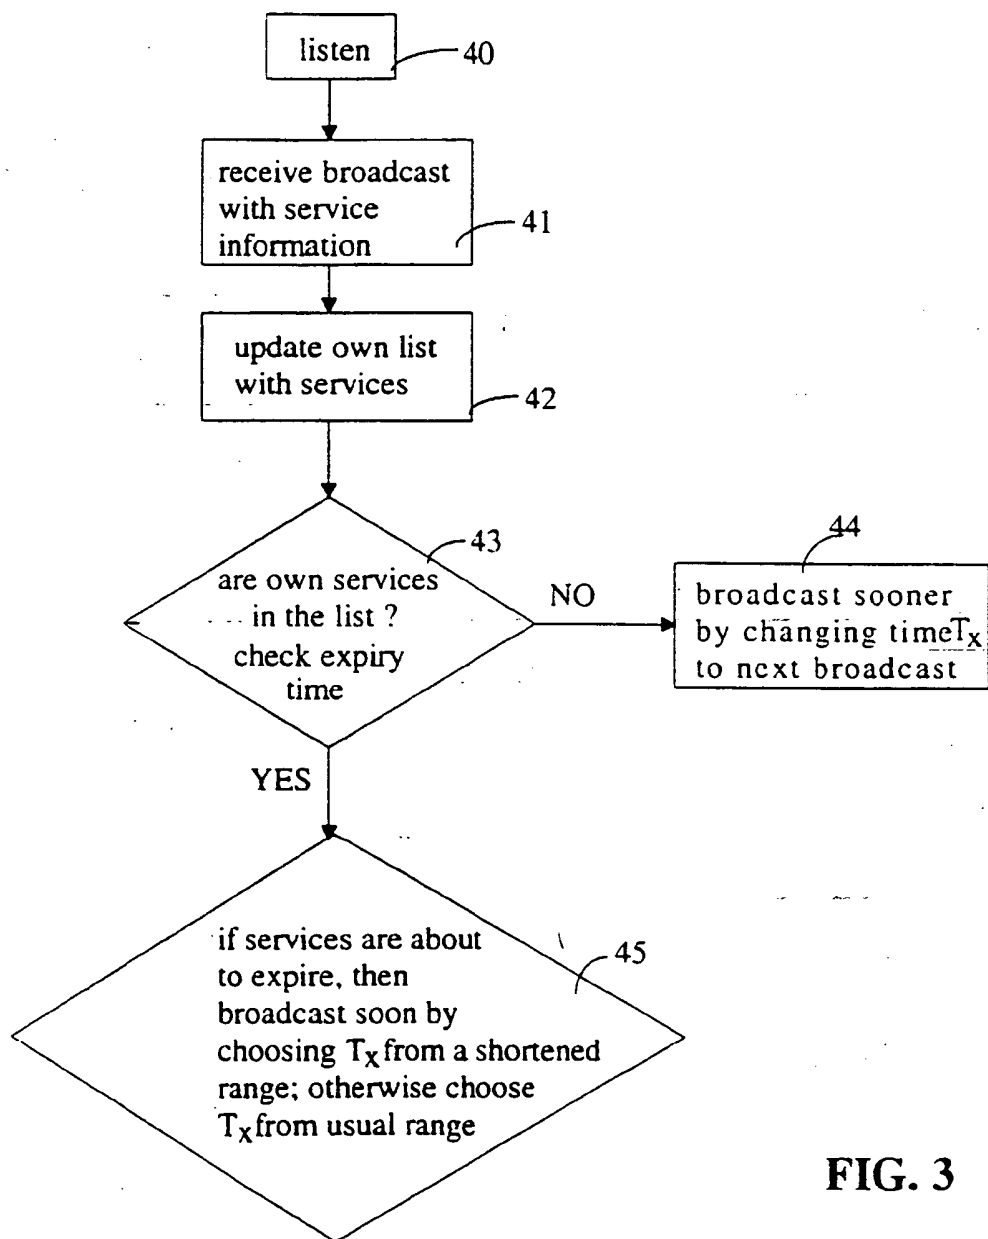 listen
40
receive broadcast
with service
information
41
update own list
with services
42
43
are own services
in the list ?
check expiry
time
NO
44
broadcast sooner
by changing time Tx
to next broadcast
YES
if services are about
to expire, then
broadcast soon by
choosing Tx from a shortened
range; otherwise choose
Tx from usual range
45
FIG. 3